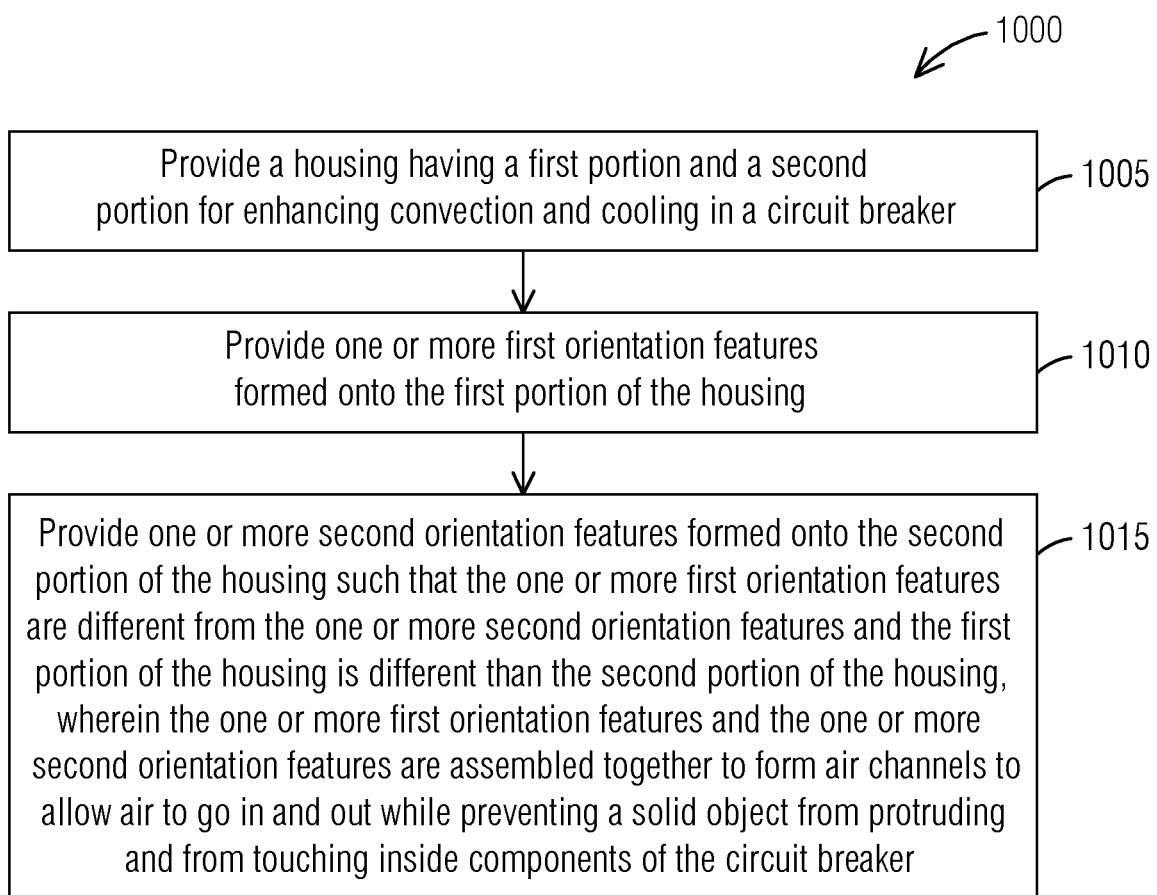 1000
Provide a housing having a first portion and a second
portion for enhancing convection and cooling in a circuit breaker
1005
Provide one or more first orientation features
formed onto the first portion of the housing
1010
Provide one or more second orientation features formed onto the second
portion of the housing such that the one or more first orientation features
are different from the one or more second orientation features and the first
portion of the housing is different than the second portion of the housing,
wherein the one or more first orientation features and the one or more
second orientation features are assembled together to form air channels to
allow air to go in and out while preventing a solid object from protruding
and from touching inside components of the circuit breaker
1015